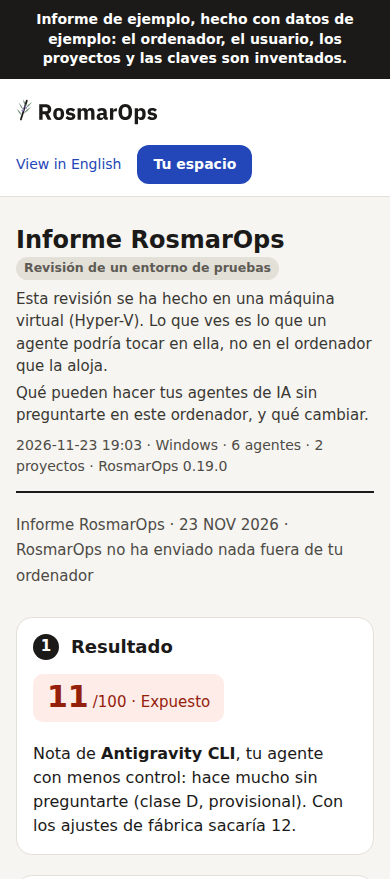 Informe de ejemplo, hecho con datos de
ejemplo: el ordenador, el usuario, los
proyectos y las claves son inventados.
RosmarOps
View in English
Tu espacio
Informe RosmarOps
Revisión de un entorno de pruebas
Esta revisión se ha hecho en una máquina
virtual (Hyper-V). Lo que ves es lo que un
agente podría tocar en ella, no en el ordenador
que la aloja.
Qué pueden hacer tus agentes de IA sin
preguntarte en este ordenador, y qué cambiar.
2026-11-23 19:03 · Windows · 6 agentes · 2
proyectos · RosmarOps 0.19.0
Informe RosmarOps · 23 NOV 2026 ·
RosmarOps no ha enviado nada fuera de tu
ordenador
1 Resultado
11 /100 · Expuesto
Nota de Antigravity CLI, tu agente
con menos control: hace mucho sin
preguntarte (clase D, provisional). Con
los ajustes de fábrica sacaría 12.